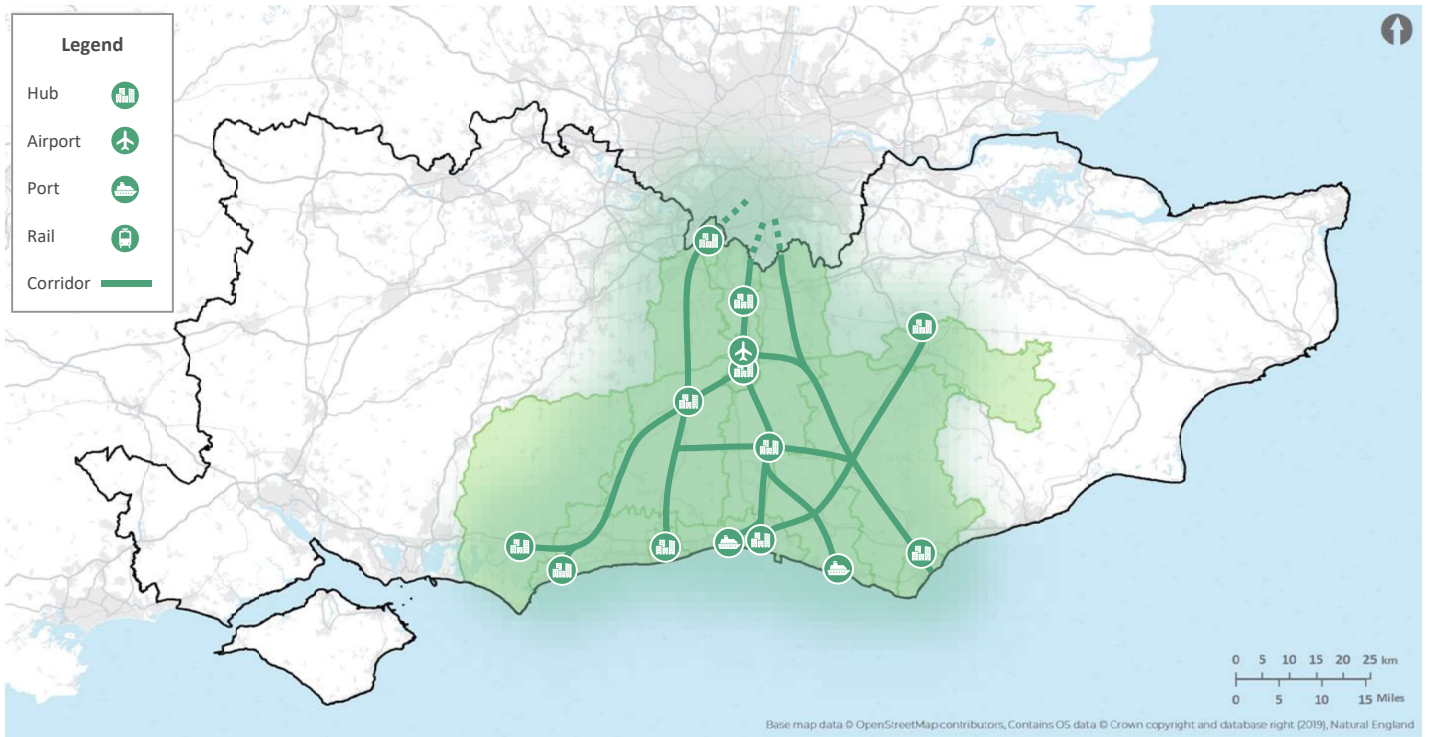 Legend
Hub
Airport
Port
Rail
Corridor
0 5 10 15 20 25 km
0 5 10 15 Miles
Base map data © OpenStreetMap contributors, Contains OS data © Crown copyright and database right (2019), Natural England